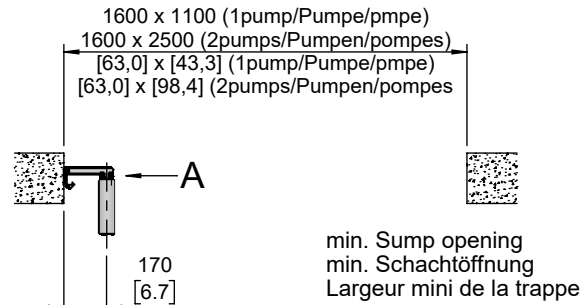 1600 x 1100 (1pump/Pumpe/pmpe)
1600 x 2500 (2pumps/Pumpen/pompes)
[63,0] x [43,3] (1pump/Pumpe/pmpe)
[63,0] x [98,4] (2pumps/Pumpen/pompes
A
170
[6.7]
min. Sump opening
min. Schachtöffnung
Largeur mini de la trappe